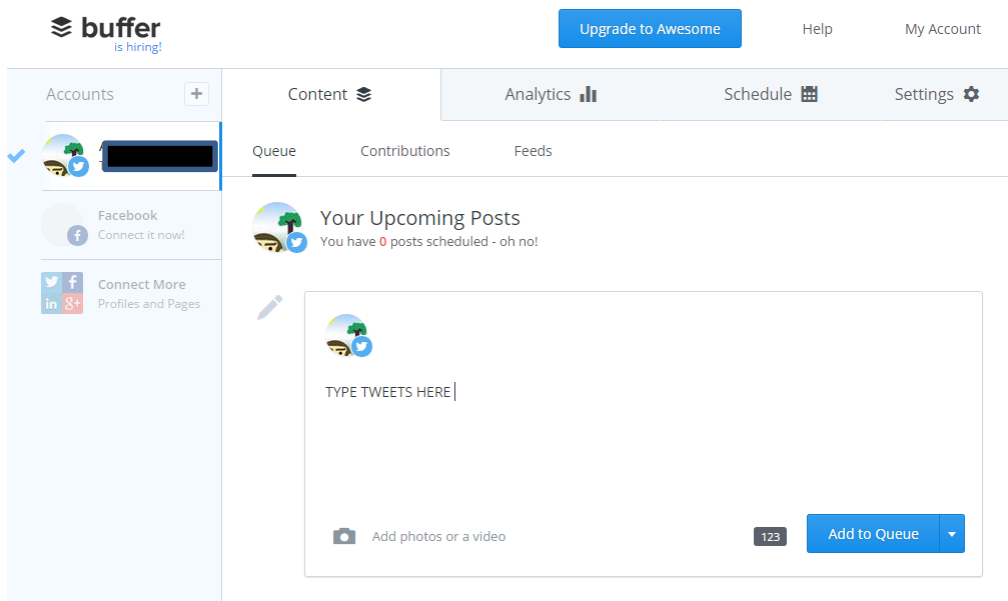 buffer
is hiring!
Upgrade to Awesome
Help
My Account
Accounts
+
Content
Analytics
Schedule
Settings
Queue
Contributions
Feeds
Facebook
Connect it now!
Connect More
Profiles and Pages
Your Upcoming Posts
You have 0 posts scheduled - oh no!
TYPE TWEETS HERE
Add photos or a video
123
Add to Queue